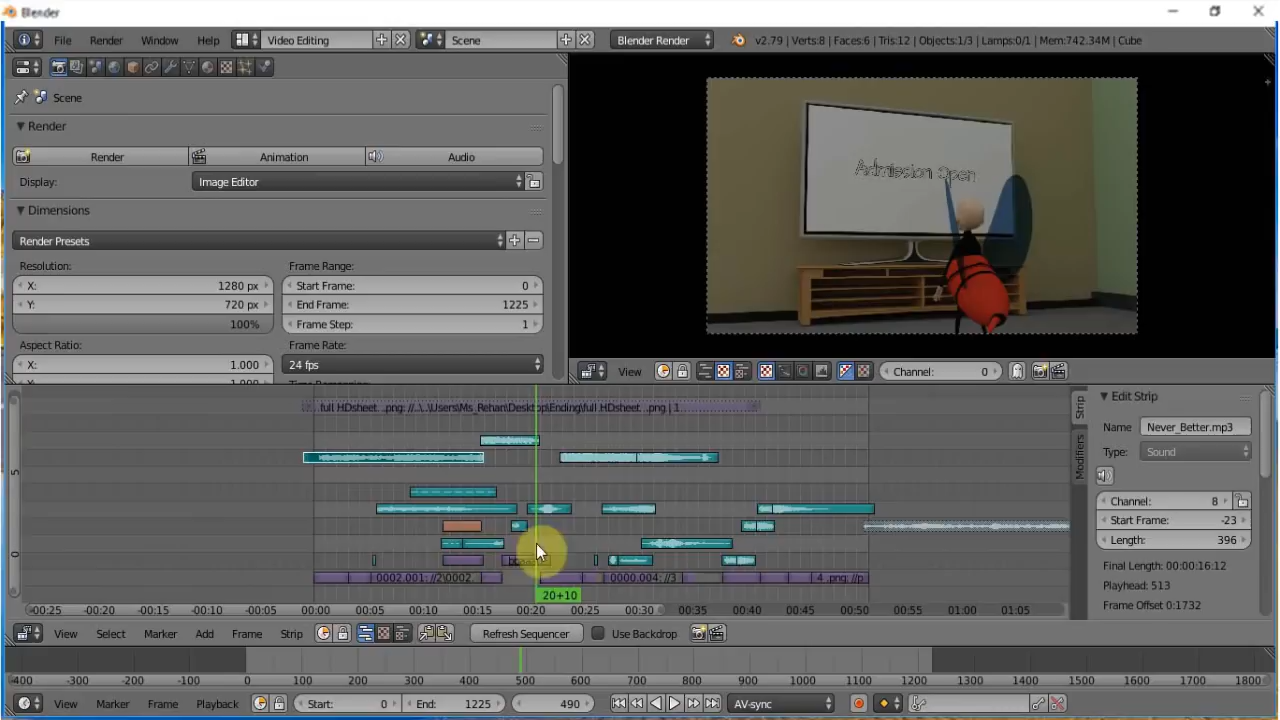 Blender
File Render Window Help Video Editing Scene Blender Render v2.79 | Verts:8 | Faces:6 | Tris:12 | Objects:1/3 | Lamps:0/1 | Mem:742.34M | Cube
Scene
Render
Render Animation Audio
Display: Image Editor
Dimensions
Render Presets
Resolution: Frame Range:
X: 1280 px Start Frame: 0
Y: 720 px End Frame: 1225
100% Frame Step: 1
Aspect Ratio: Frame Rate:
X: 1.000 24 fps
Admission Open
View Channel: 0
full HDsheet. .png: //..\..\Users\Ms_Rehan\Desktop\Ending\full HDsheet. .png | 1
5
0
0002.001: //2\0002. 0000.004: //3 4 .png: //p
20+10
-00:25 -00:20 -00:15 -00:10 -00:05 00:00 00:05 00:10 00:15 00:20 00:25 00:30 00:35 00:40 00:45 00:50 00:55 01:00 01:05
Strip
Modifiers
Edit Strip
Name Never_Better.mp3
Type: Sound
Channel: 8
Start Frame: -23
Length: 396
Final Length: 00:00:16:12
Playhead: 513
Frame Offset 0:1732
View Select Marker Add Frame Strip Refresh Sequencer Use Backdrop
-400 -300 -200 -100 0 100 200 300 400 500 600 700 800 900 1000 1100 1200 1300 1400 1500 1600 1700 1800
View Marker Frame Playback Start: 0 End: 1225 490 AV-sync